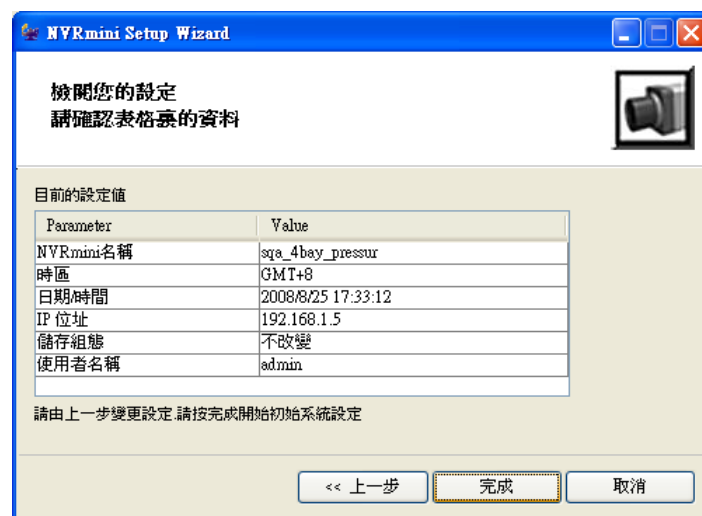 NVRmini Setup Wizard
檢閱您的設定
請確認表格裏的資料
目前的設定值
Parameter Value
NVRmini名稱 sqa_4bay_pressur
時區 GMT+8
日期/時間 2008/8/25 17:33:12
IP 位址 192.168.1.5
儲存組態 不改變
使用者名稱 admin
請由上一步變更設定.請按完成開始初始系統設定
<< 上一步 完成 取消